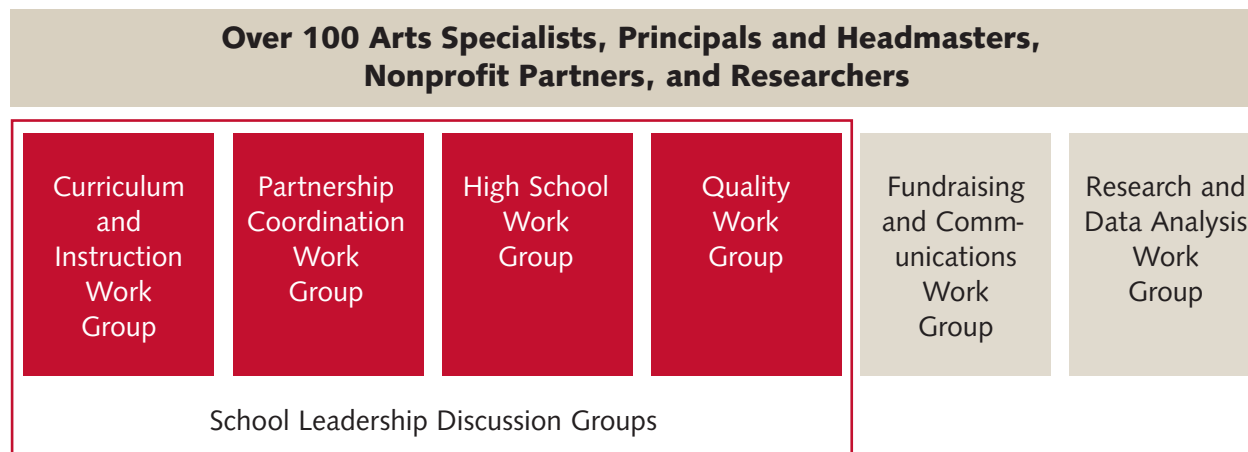 Over 100 Arts Specialists, Principals and Headmasters,
Nonprofit Partners, and Researchers
Curriculum
and
Instruction
Work
Group
Partnership
Coordination
Work
Group
High School
Work
Group
Quality
Work
Group
Fundraising
and Comm-
unications
Work
Group
Research and
Data Analysis
Work
Group
School Leadership Discussion Groups